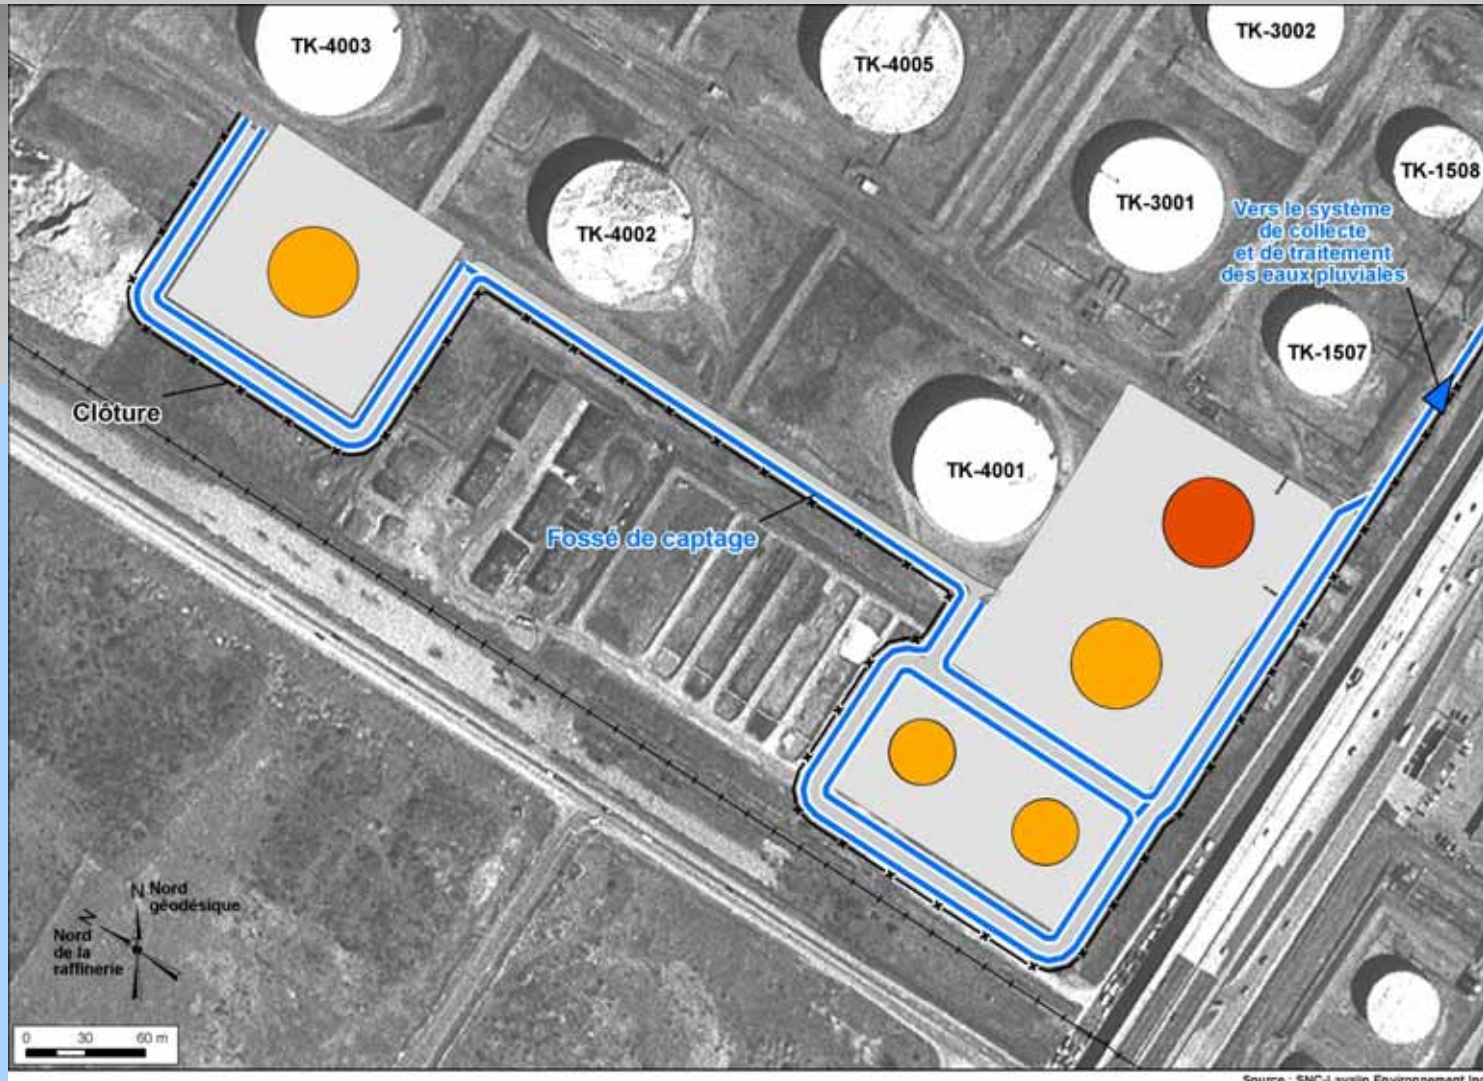 TK-4003
TK-4005
TK-3002
TK-1508
TK-3001
TK-4002
Vers le système
de collecte
et de traitement
des eaux pluviales
TK-1507
Clôture
TK-4001
Fossé de captage
N
Nord
géodésique
N
Nord
de la
raffinerie
0 30 60 m
Source : SNC-Lavalin Environnement inc